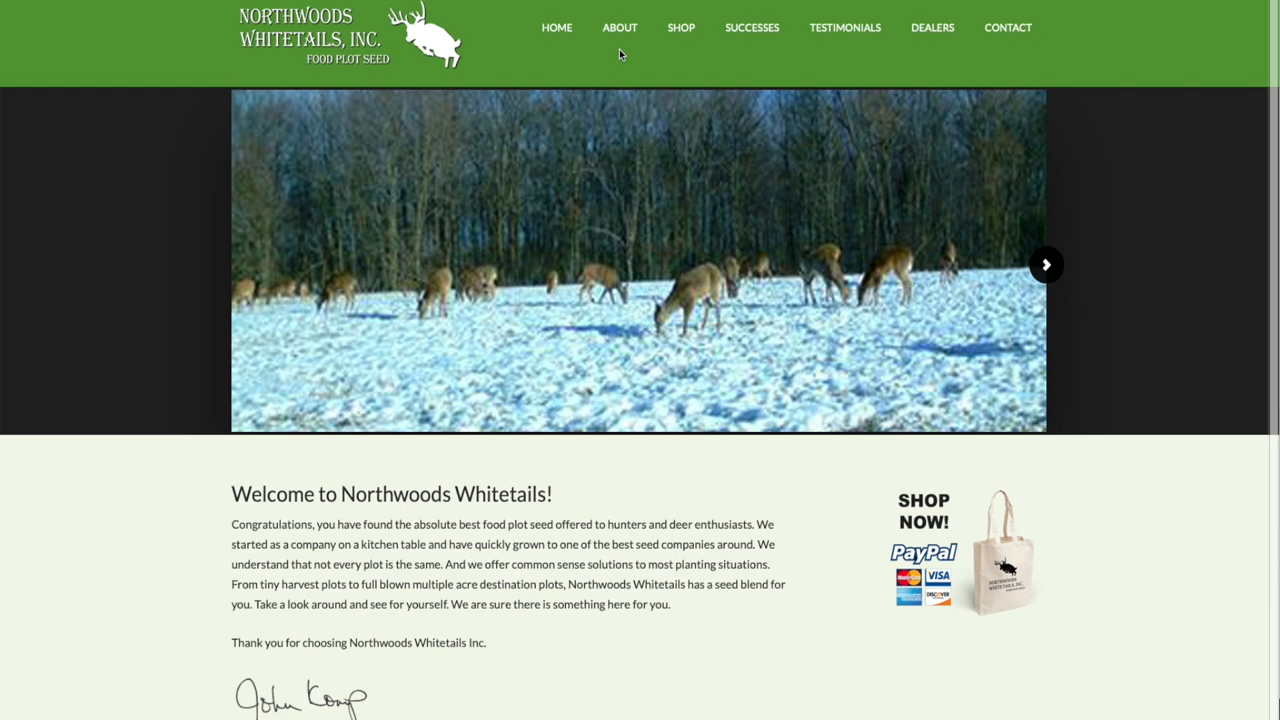 NORTHWOODS
WHITETAILS, INC.
FOOD PLOT SEED
HOME ABOUT SHOP SUCCESSES TESTIMONIALS DEALERS CONTACT
Welcome to Northwoods Whitetails!
Congratulations, you have found the absolute best food plot seed offered to hunters and deer enthusiasts. We
started as a company on a kitchen table and have quickly grown to one of the best seed companies around. We
understand that not every plot is the same. And we offer common sense solutions to most planting situations.
From tiny harvest plots to full blown multiple acre destination plots, Northwoods Whitetails has a seed blend for
you. Take a look around and see for yourself. We are sure there is something here for you.
Thank you for choosing Northwoods Whitetails Inc.
John
SHOP
NOW!
PayPal
MasterCard VISA
DISCOVER
NORTHWOODS
WHITETAILS, INC.